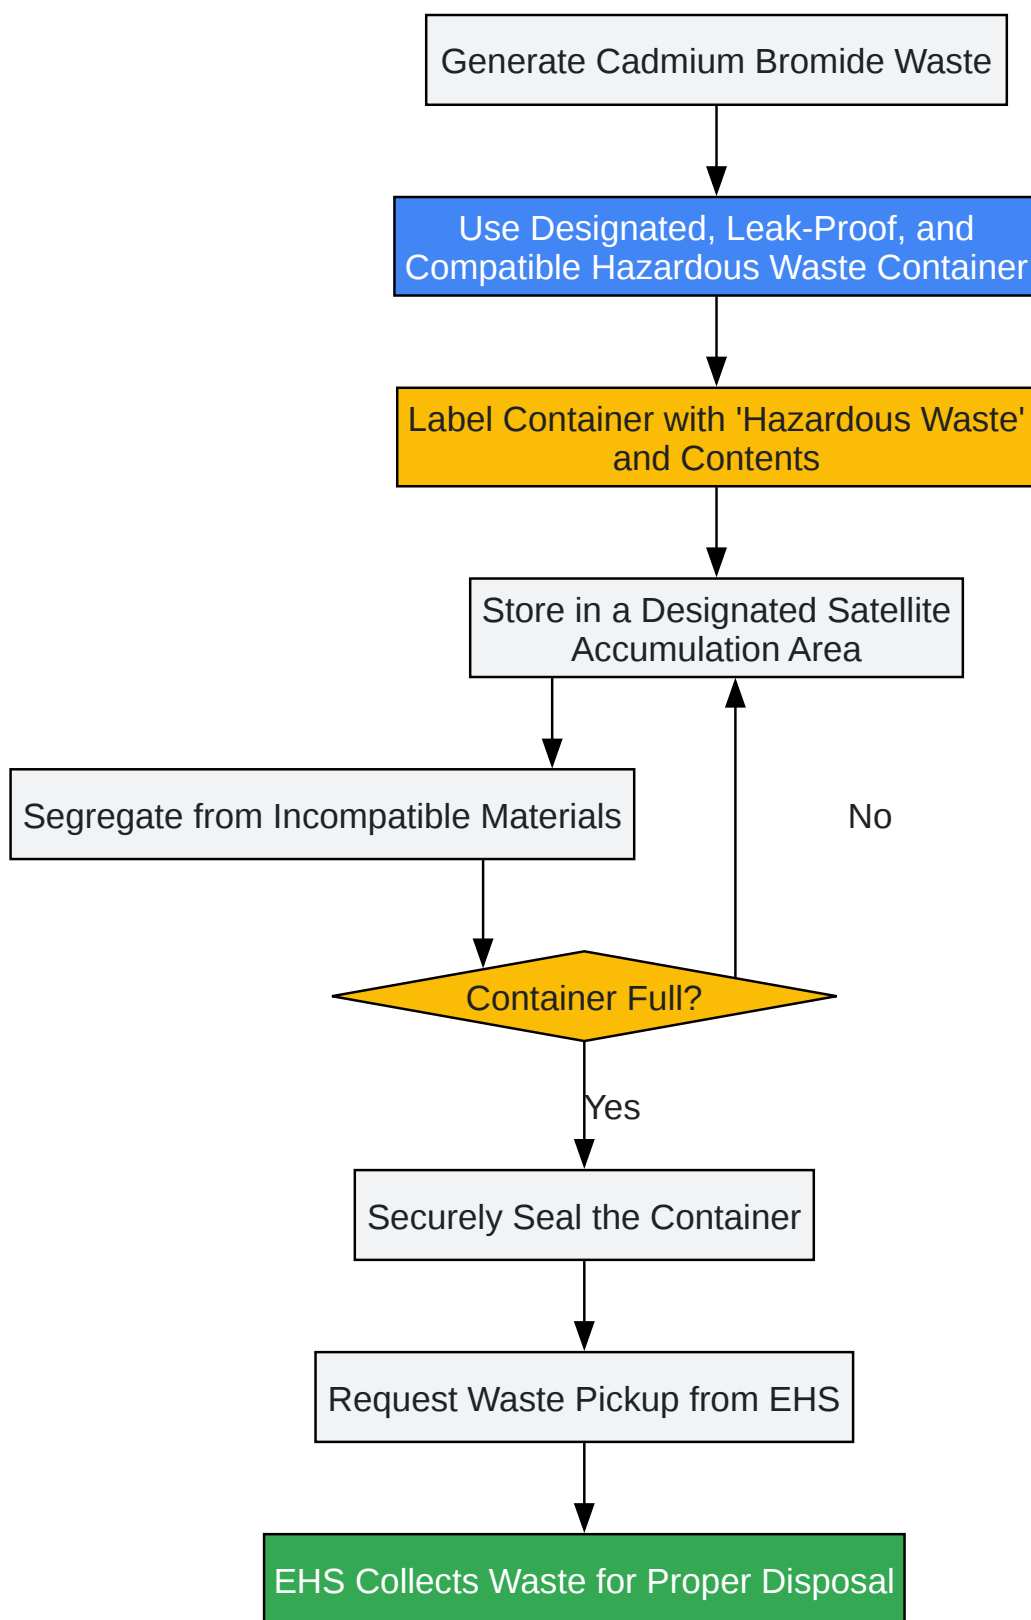 Generate Cadmium Bromide Waste
Use Designated, Leak-Proof, and
Compatible Hazardous Waste Container
Label Container with 'Hazardous Waste'
and Contents
Store in a Designated Satellite
Accumulation Area
Segregate from Incompatible Materials
No
Container Full?
Yes
Securely Seal the Container
Request Waste Pickup from EHS
EHS Collects Waste for Proper Disposal